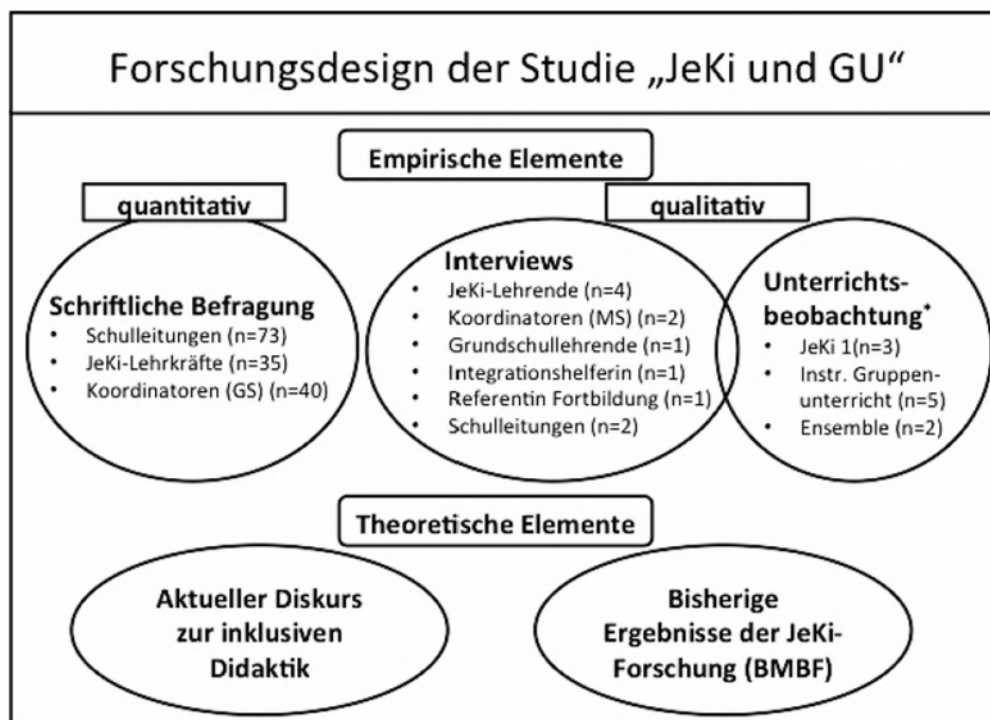 Forschungsdesign der Studie „JeKi und GU“
Empirische Elemente
quantitativ
qualitativ
Schriftliche Befragung
• Schulleitungen (n=73)
• JeKi-Lehrkräfte (n=35)
• Koordinatoren (GS) (n=40)
Interviews
• JeKi-Lehrende (n=4)
• Koordinatoren (MS) (n=2)
• Grundschullehrende (n=1)
• Integrationshelferin (n=1)
• Referentin Fortbildung (n=1)
• Schulleitungen (n=2)
Unterrichts-
beobachtung*
• JeKi 1(n=3)
• Instr. Gruppen-
unterricht (n=5)
• Ensemble (n=2)
Theoretische Elemente
Aktueller Diskurs
zur inklusiven
Didaktik
Bisherige
Ergebnisse der JeKi-
Forschung (BMBF)